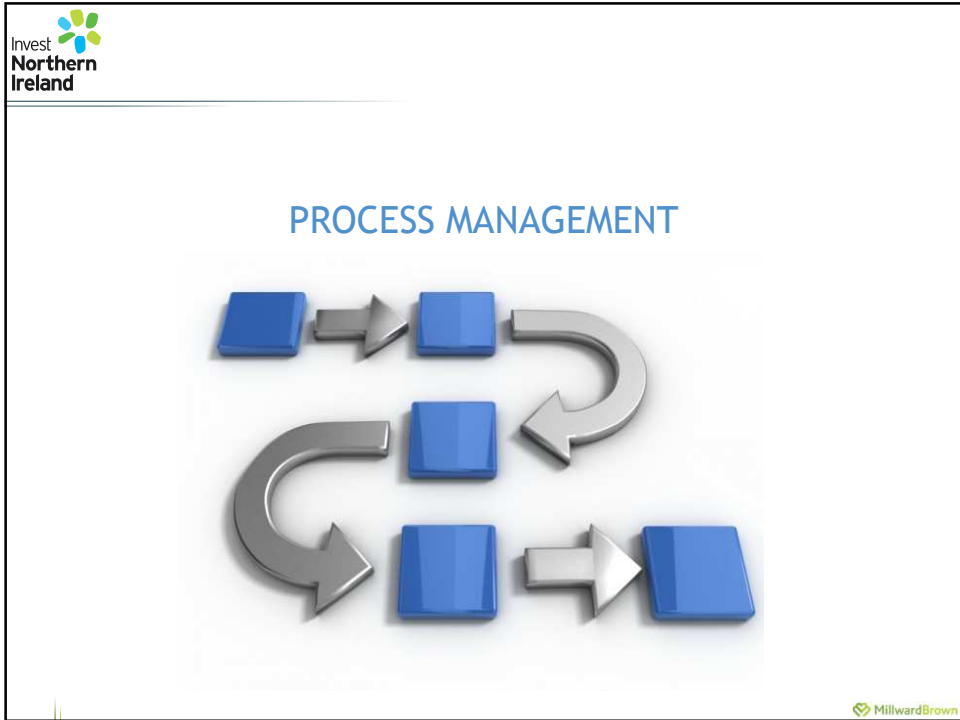 Invest
Northern
Ireland
PROCESS MANAGEMENT
MillwardBrown